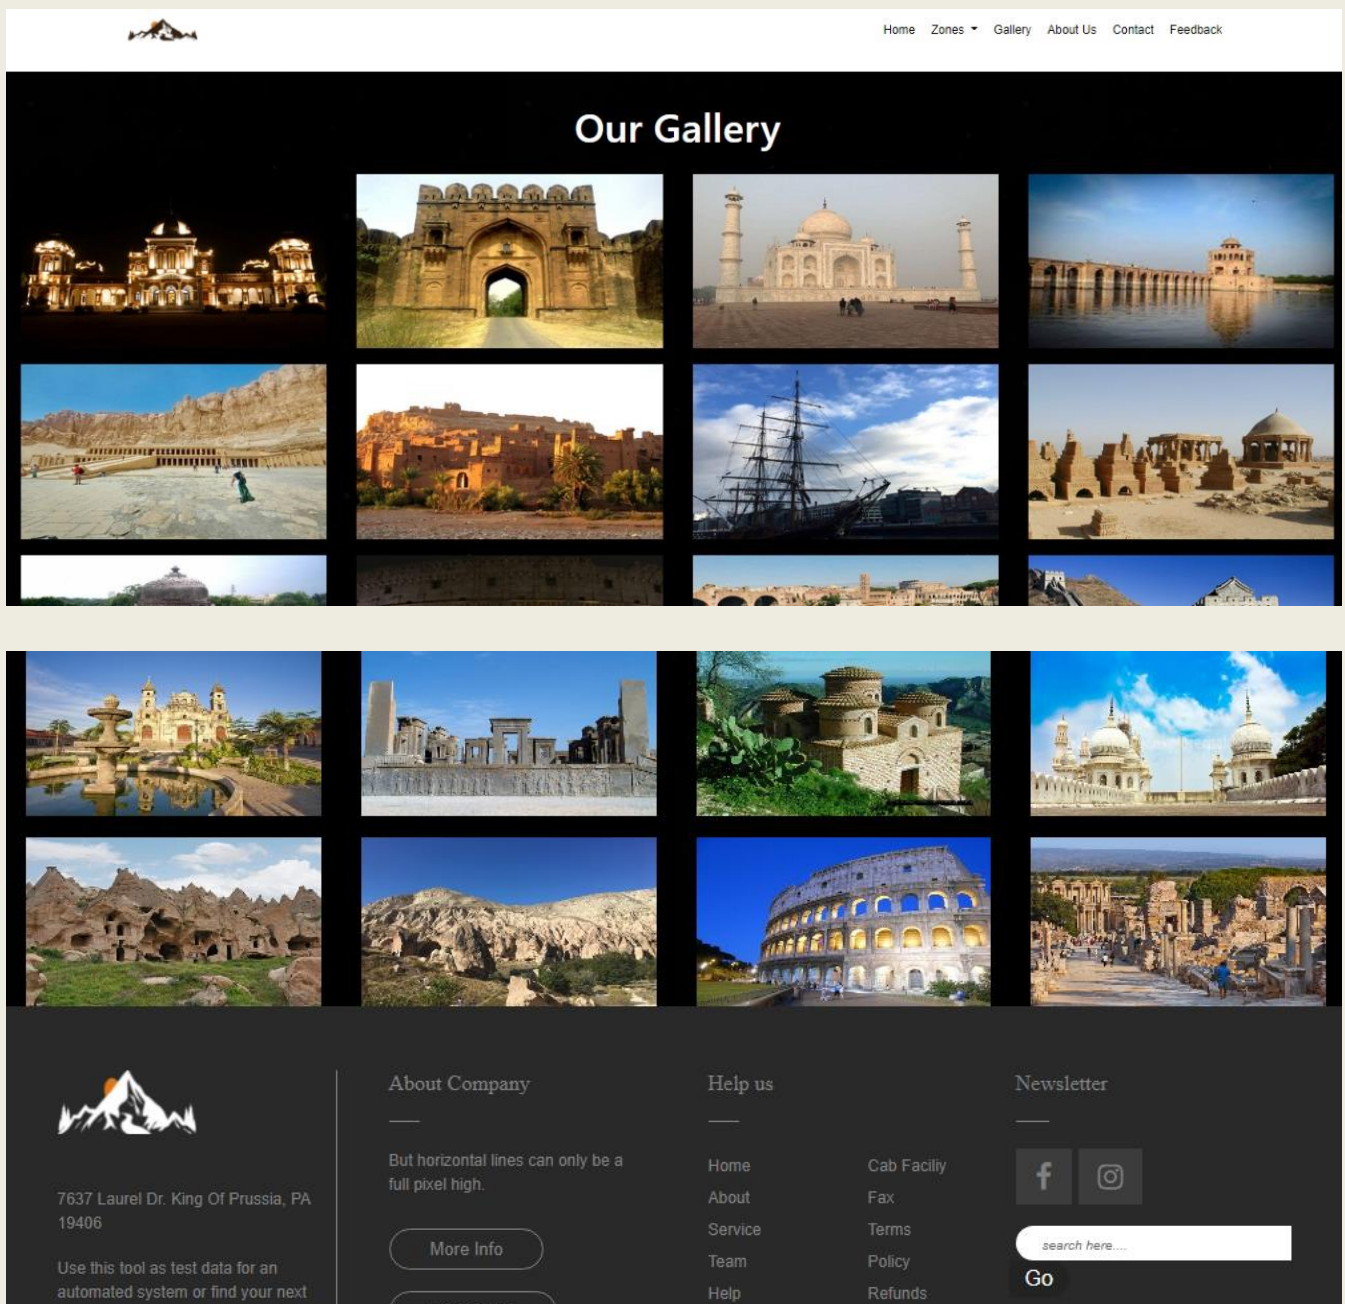 Home Zones Gallery About Us Contact Feedback
Our Gallery
About Company
Help us
Newsletter
7637 Laurel Dr. King Of Prussia, PA
19406
Use this tool as test data for an
automated system or find your next
But horizontal lines can only be a
full pixel high.
More Info
Home
About
Service
Team
Help
Cab Faciliy
Fax
Terms
Policy
Refunds
f
search here....
Go